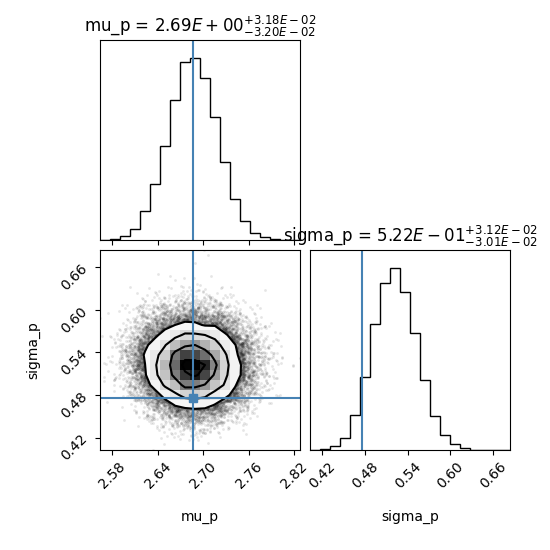 mu_p = 2.69E + 00^{+3.18E − 02}_{−3.20E − 02}
sigma_p = 5.22E − 01^{+3.12E − 02}_{−3.01E − 02}
0.66
0.60
0.54
0.48
0.42
sigma_p
2.58 2.64 2.70 2.76 2.82
mu_p
0.42 0.48 0.54 0.60 0.66
sigma_p